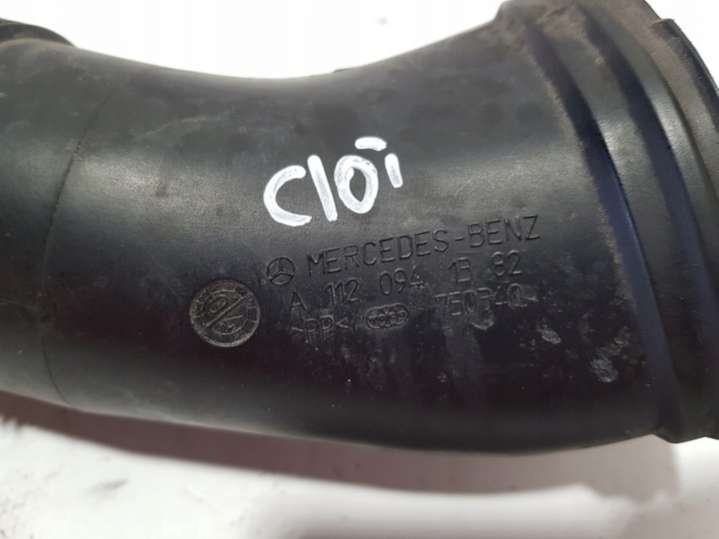 C101
MERCEDES-BENZ
A 112 094 13 82
>PP<